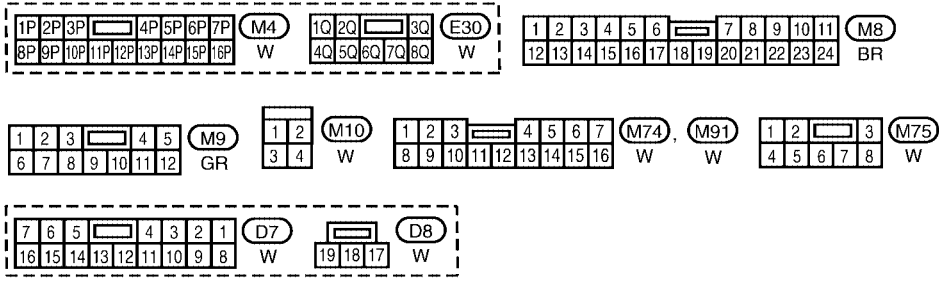 1P 2P 3P 4P 5P 6P 7P M4 1Q 2Q 3Q E30 1 2 3 4 5 6 7 8 9 10 11 M8
8P 9P 10P 11P 12P 13P 14P 15P 16P W 4Q 5Q 6Q 7Q 8Q W 12 13 14 15 16 17 18 19 20 21 22 23 24 BR
1 2 3 4 5 M9 1 2 M10 1 2 3 4 5 6 7 M74 , M91 1 2 3 M75
6 7 8 9 10 11 12 GR 3 4 W 8 9 10 11 12 13 14 15 16 W W 4 5 6 7 8 W
7 6 5 4 3 2 1 D7 D8
16 15 14 13 12 11 10 9 8 W 19 18 17 W